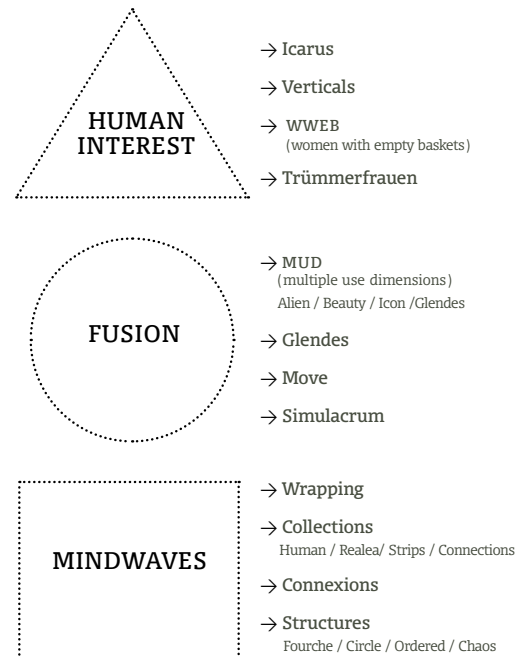 HUMAN
INTEREST
→ Icarus
→ Verticals
→ WWEB
(women with empty baskets)
→ Trümmerfrauen
FUSION
→ MUD
(multiple use dimensions)
Alien / Beauty / Icon /Glendes
→ Glendes
→ Move
→ Simulacrum
MINDWAVES
→ Wrapping
→ Collections
Human / Realea/ Strips / Connections
→ Connexions
→ Structures
Fourche / Circle / Ordered / Chaos